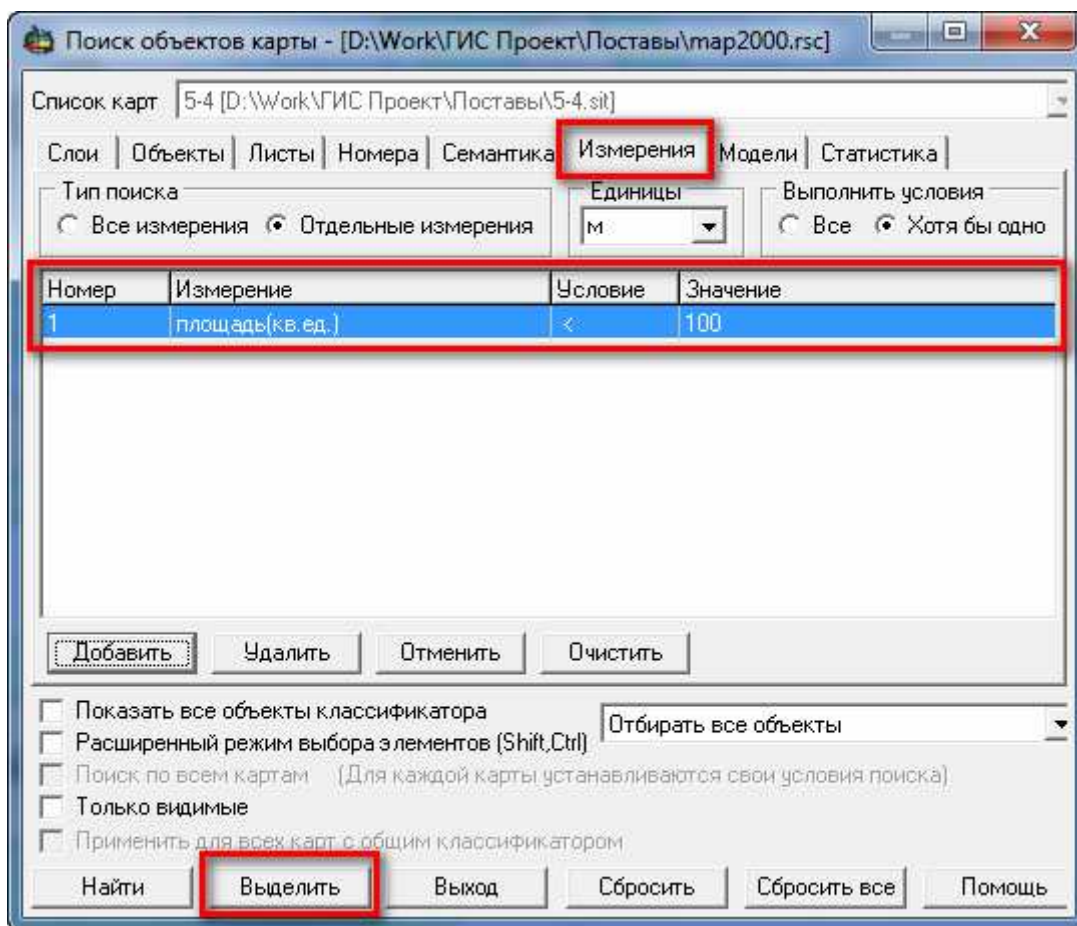 Поиск объектов карты - [D:\Work\ГИС Проект\Поставы\map2000.rsc]
Список карт 5-4 [D:\Work\ГИС Проект\Поставы\5-4.sit]
Слои Объекты Листы Номера Семантика Измерения Модели Статистика
Тип поиска Единицы Выполнить условия
Все измерения Отдельные измерения м Все Хотя бы одно
Номер Измерение Условие Значение
1 площадь(кв.ед.) < 100
Добавить Удалить Отменить Очистить
Показать все объекты классификатора
Отбирать все объекты
Расширенный режим выбора элементов (Shift,Ctrl)
Поиск по всем картам (Для каждой карты устанавливаются свои условия поиска)
Только видимые
Применить для всех карт с общим классификатором
Найти Выделить Выход Сбросить Сбросить все Помощь